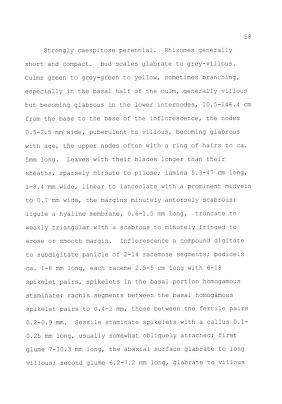 58
Strongly caespitose perennial. Rhizomes generally
short and compact. Bud scales glabrate to grey-villous.
Culms green to grey-green to yellow, sometimes branching,
especially in the basal half of the culm, generally villous
but becoming glabrous in the lower internodes, 10.5-146.4 cm
from the base to the base of the inflorescence, the nodes
0.5-2.5 mm wide, puberulent to villous, becoming glabrous
with age, the upper nodes often with a ring of hairs to ca.
5mm long. Leaves with their blades longer than their
sheaths, sparsely hirsute to pilose; lamina 5.3-47 cm long,
1-8.4 mm wide, linear to lanceolate with a prominent midvein
to 0.7 mm wide, the margins minutely antorsely scabrous;
ligule a hyaline membrane, 0.6-1.5 mm long, truncate to
weakly triangular with a scabrous to minutely fringed to
erose or smooth margin. Inflorescence a compound digitate
to subdigitate panicle of 2-14 racemose segments; pedicels
ca. 1-8 mm long, each raceme 2.5-5 cm long with 6-18
spikelet pairs, spikelets in the basal portion homogamous
staminate; rachis segments between the basal homogamous
spikelet pairs to 0.4-2 mm, those between the fertile pairs
0.2-0.9 mm. Sessile staminate spikelets with a callus 0.1-
0.25 mm long, usually somewhat obliquely attached; first
glume 7-10.3 mm long, the abaxial surface glabrate to long
villous; second glume 6.2-7.2 mm long, glabrate to villous